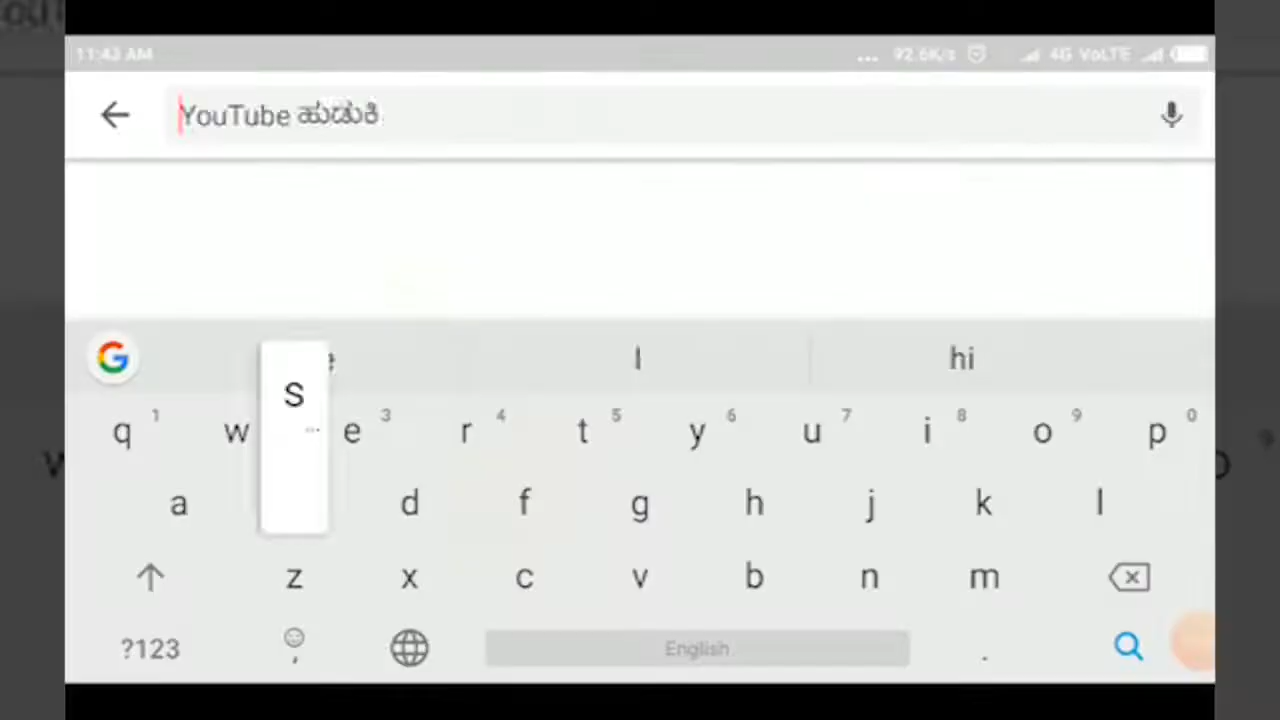 11:43 AM
... 92.6K/s 4G VoLTE
YouTube ಹುಡುಕಿ
G
I hi
S
q 1 w e 3 r 4 t 5 y 6 u 7 i 8 o 9 p 0
a d f g h j k l
z x c v b n m
?123 , English .